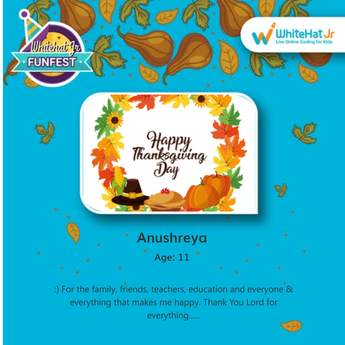 Whitehat Jr
FUNFEST
WhiteHat Jr
Live Online Coding for Kids
Happy
Thanksgiving
Day
Anushreya
Age: 11
:) For the family, friends, teachers, education and everyone &
everything that makes me happy. Thank You Lord for
everything.....